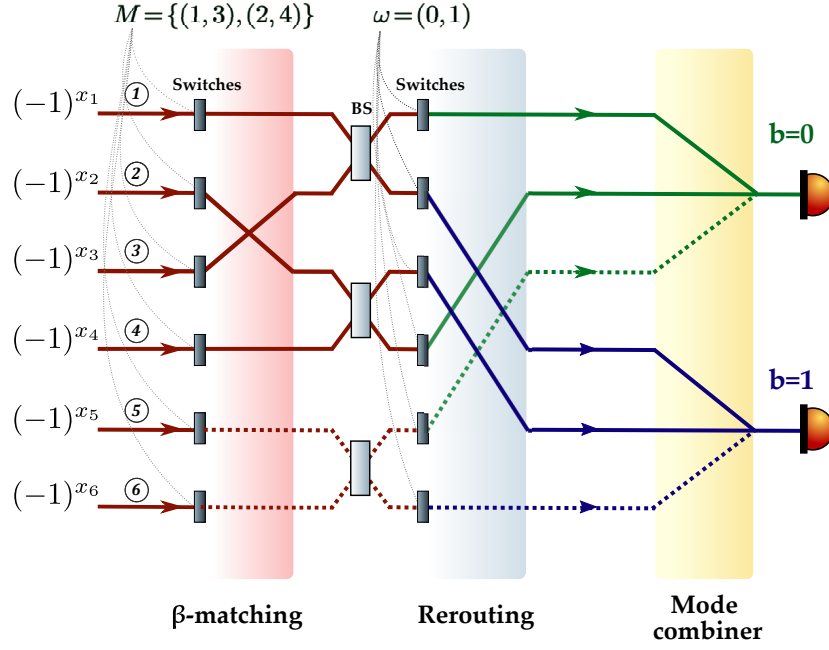 M={(1,3),(2,4)} ω=(0,1)
Switches Switches
BS
(-1)^{x_1} 1
b=0
(-1)^{x_2} 2
(-1)^{x_3} 3
(-1)^{x_4} 4
b=1
(-1)^{x_5} 5
(-1)^{x_6} 6
β-matching Rerouting Mode
combiner